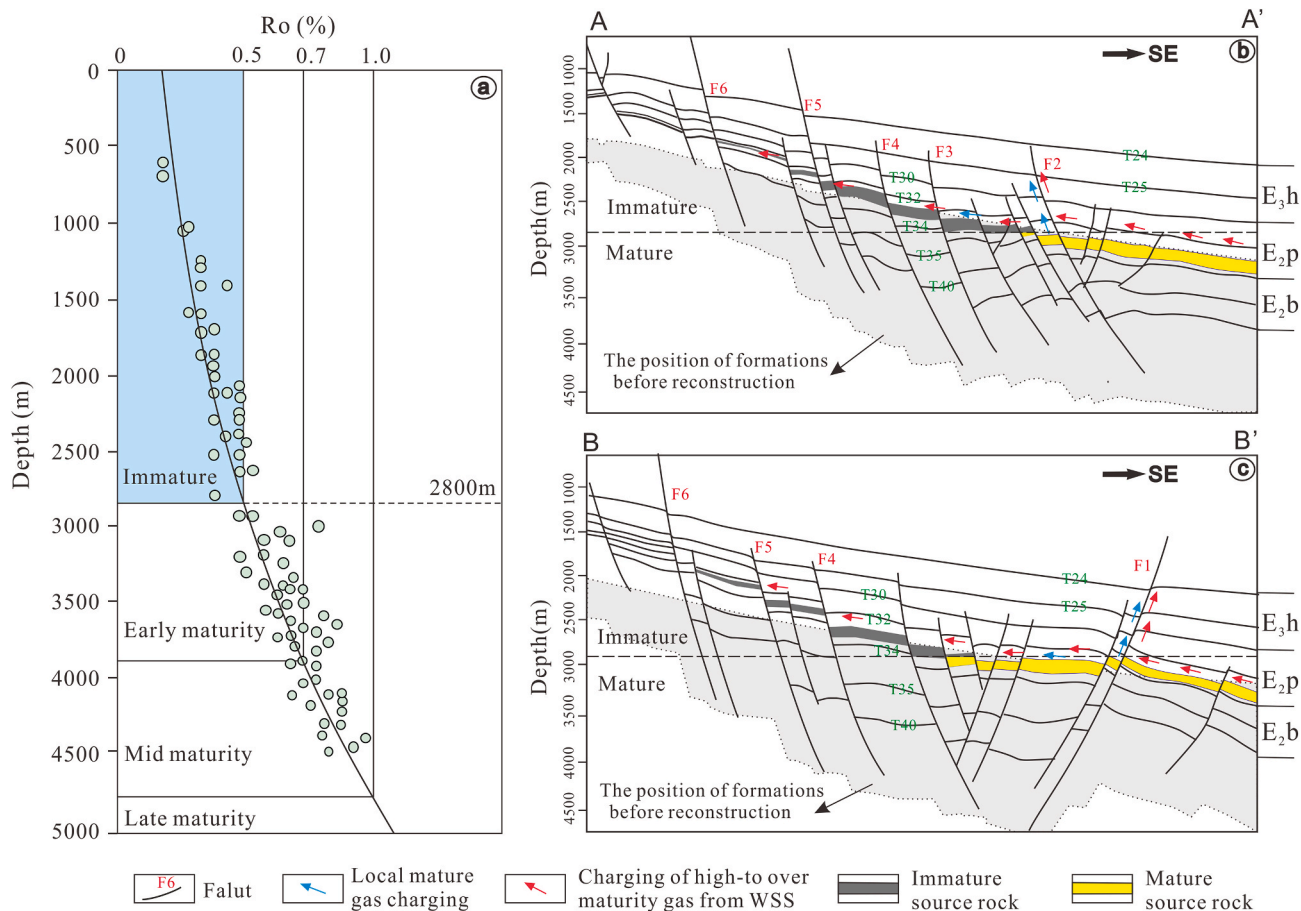 Ro (%)
0 0.5 0.7 1.0
a
Depth (m)
0
500
1000
1500
2000
2500
3000
3500
4000
4500
5000
Immature
2800m
Early maturity
Mid maturity
Late maturity
A A’
SE
b
Depth(m)
1000
1500
2000
2500
3000
3500
4000
4500
F6
F5
F4
F3
F2
T24
T25
T30
T32
T34
T35
T40
Immature
Mature
E3h
E2p
E2b
The position of formations
before reconstruction
B B’
SE
c
Depth(m)
1000
1500
2000
2500
3000
3500
4000
4500
F6
F5
F4
F1
T24
T25
T30
T32
T34
T35
T40
Immature
Mature
E3h
E2p
E2b
The position of formations
before reconstruction
F6
Falut
Local mature
gas charging
Charging of high-to over
maturity gas from WSS
Immature
source rock
Mature
source rock